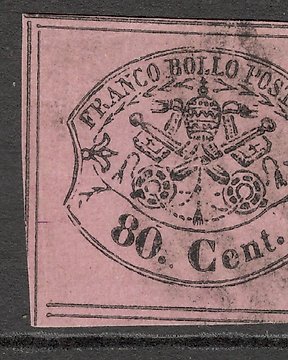 FRANCO BOLLO POST
80. Cent.